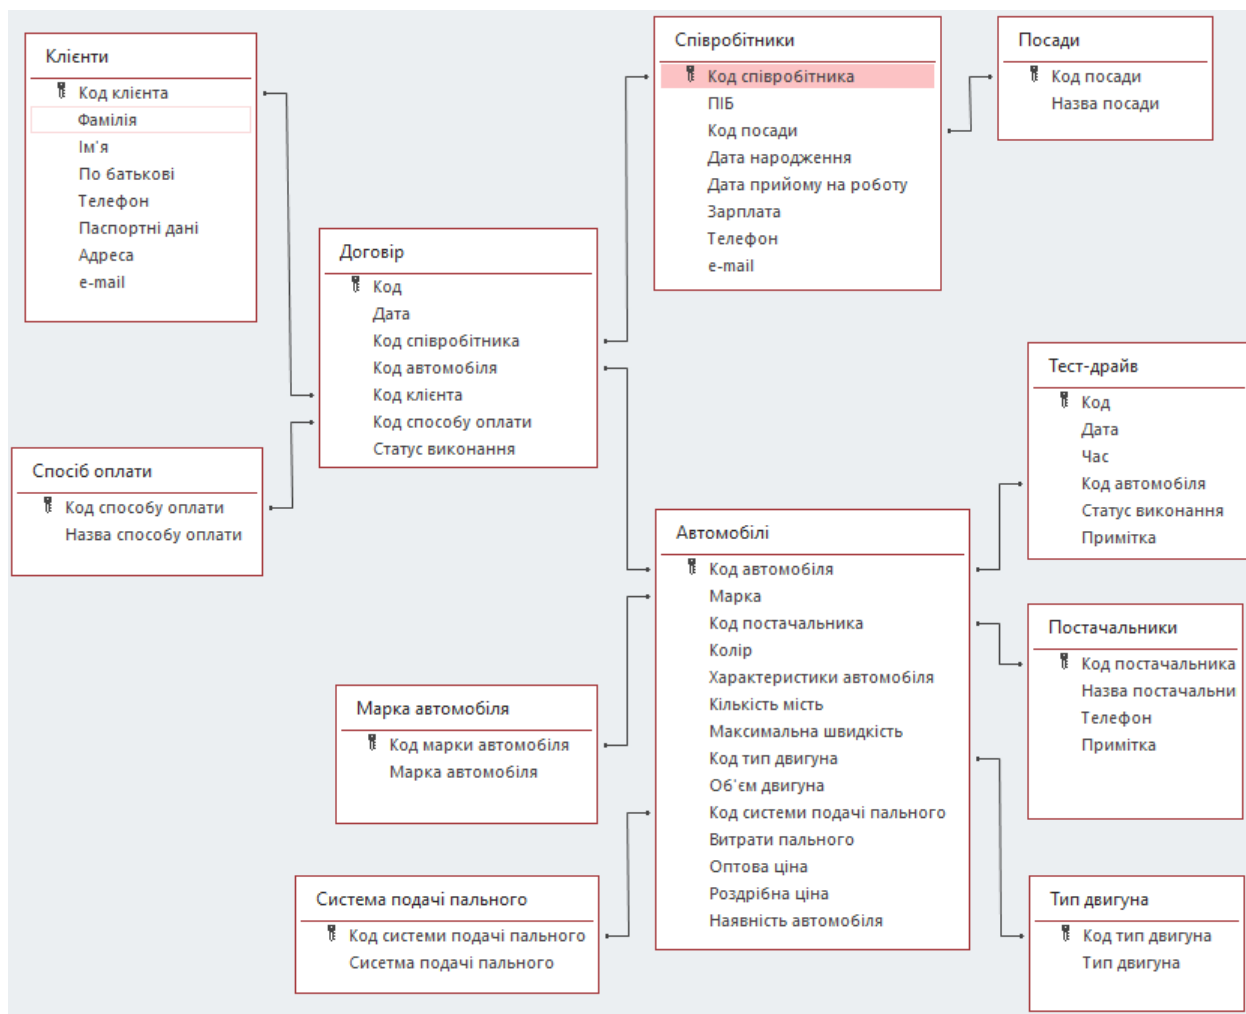 Клієнти
Код клієнта
Фамілія
Ім'я
По батькові
Телефон
Паспортні дані
Адреса
e-mail
Співробітники
Код співробітника
ПІБ
Код посади
Дата народження
Дата прийому на роботу
Зарплата
Телефон
e-mail
Посади
Код посади
Назва посади
Договір
Код
Дата
Код співробітника
Код автомобіля
Код клієнта
Код способу оплати
Статус виконання
Спосіб оплати
Код способу оплати
Назва способу оплати
Тест-драйв
Код
Дата
Час
Код автомобіля
Статус виконання
Примітка
Автомобілі
Код автомобіля
Марка
Код постачальника
Колір
Характеристики автомобіля
Кількість мість
Максимальна швидкість
Код тип двигуна
Об'єм двигуна
Код системи подачі пального
Витрати пального
Оптова ціна
Роздрібна ціна
Наявність автомобіля
Постачальники
Код постачальника
Назва постачальни
Телефон
Примітка
Марка автомобіля
Код марки автомобіля
Марка автомобіля
Система подачі пального
Код системи подачі пального
Сисетма подачі пального
Тип двигуна
Код тип двигуна
Тип двигуна